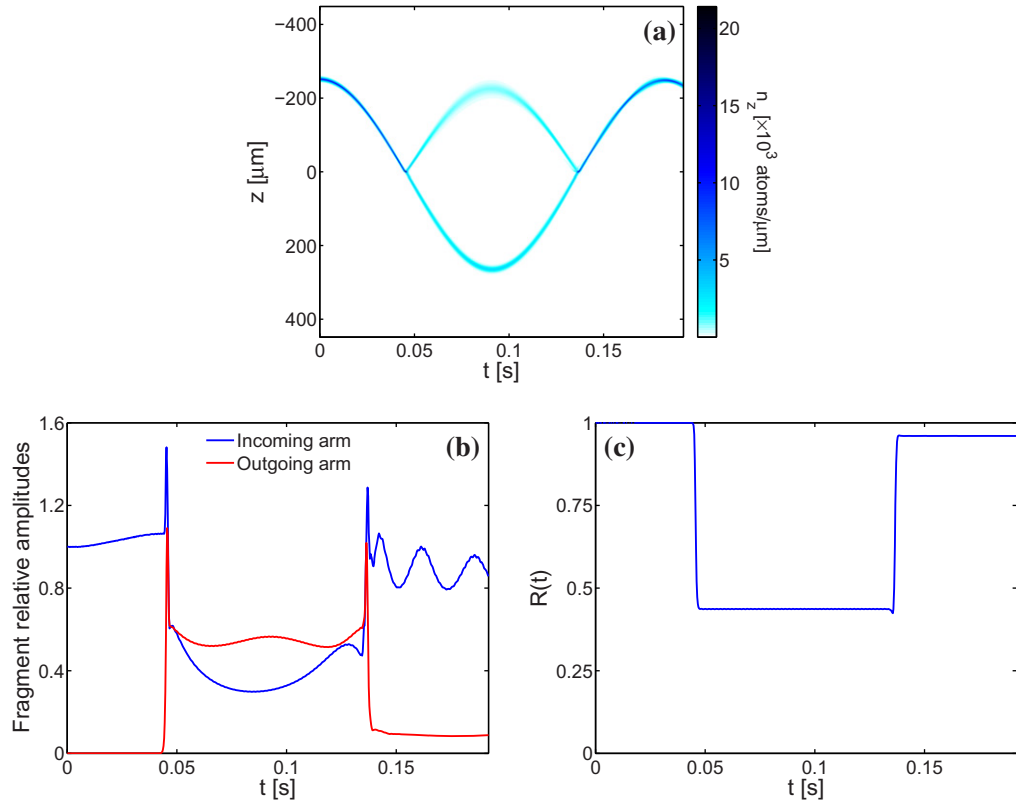 (a)
z [μm]
−400
−200
0
200
400
0
0.05
0.1
0.15
t [s]
20
15
10
5
n_z [×10³ atoms/μm]
(b)
Fragment relative amplitudes
1.6
1.2
0.8
0.4
0
Incoming arm
Outgoing arm
0
0.05
0.1
0.15
t [s]
(c)
R(t)
1
0.75
0.5
0.25
0
0
0.05
0.1
0.15
t [s]